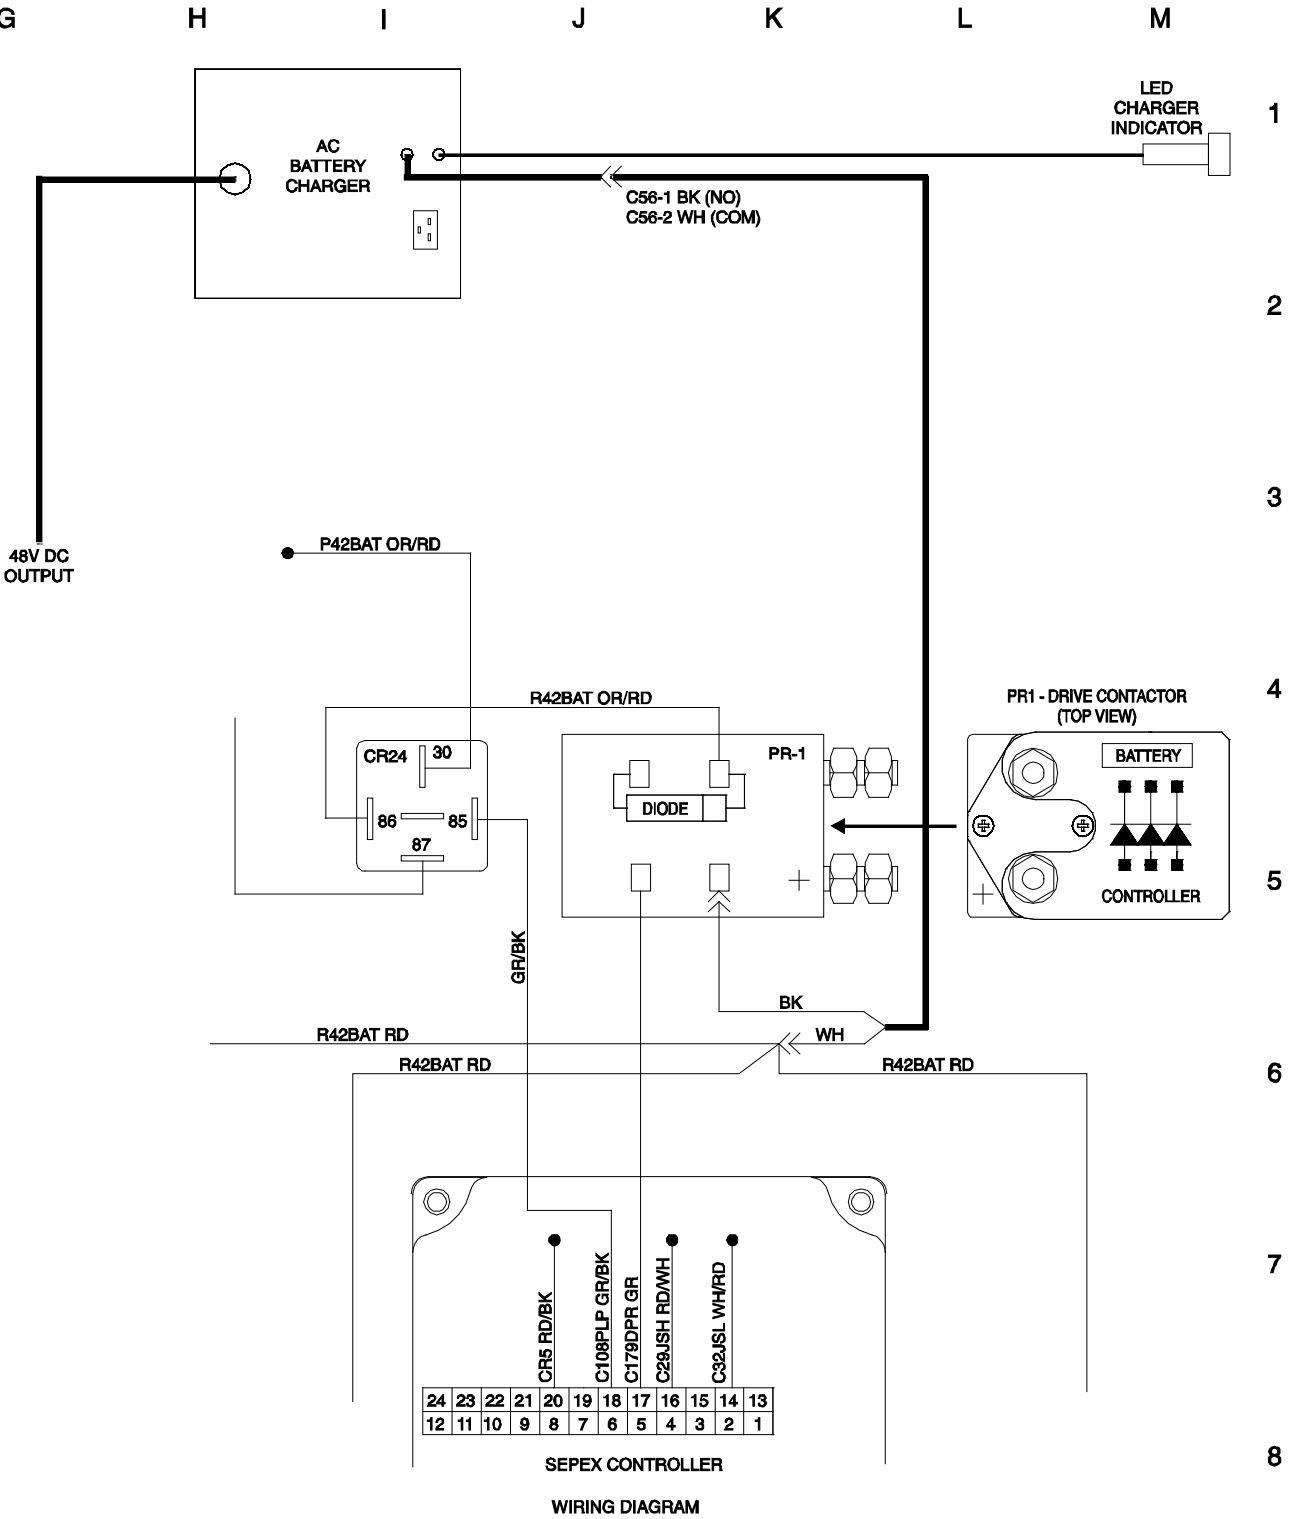 G H I J K L M
LED
CHARGER
INDICATOR
1
AC
BATTERY
CHARGER
C56-1 BK (NO)
C56-2 WH (COM)
2
3
48V DC
OUTPUT
P42BAT OR/RD
4
R42BAT OR/RD
PR1 - DRIVE CONTACTOR
(TOP VIEW)
CR24
30
86
85
87
PR-1
DIODE
BATTERY
CONTROLLER
5
GR/BK
BK
WH
R42BAT RD
R42BAT RD
R42BAT RD
6
7
CR5 RD/BK
C108PLP GR/BK
C179DPR GR
C29JSH RD/WH
C32JSL WH/RD
24 23 22 21 20 19 18 17 16 15 14 13
12 11 10 9 8 7 6 5 4 3 2 1
8
SEPEX CONTROLLER
WIRING DIAGRAM